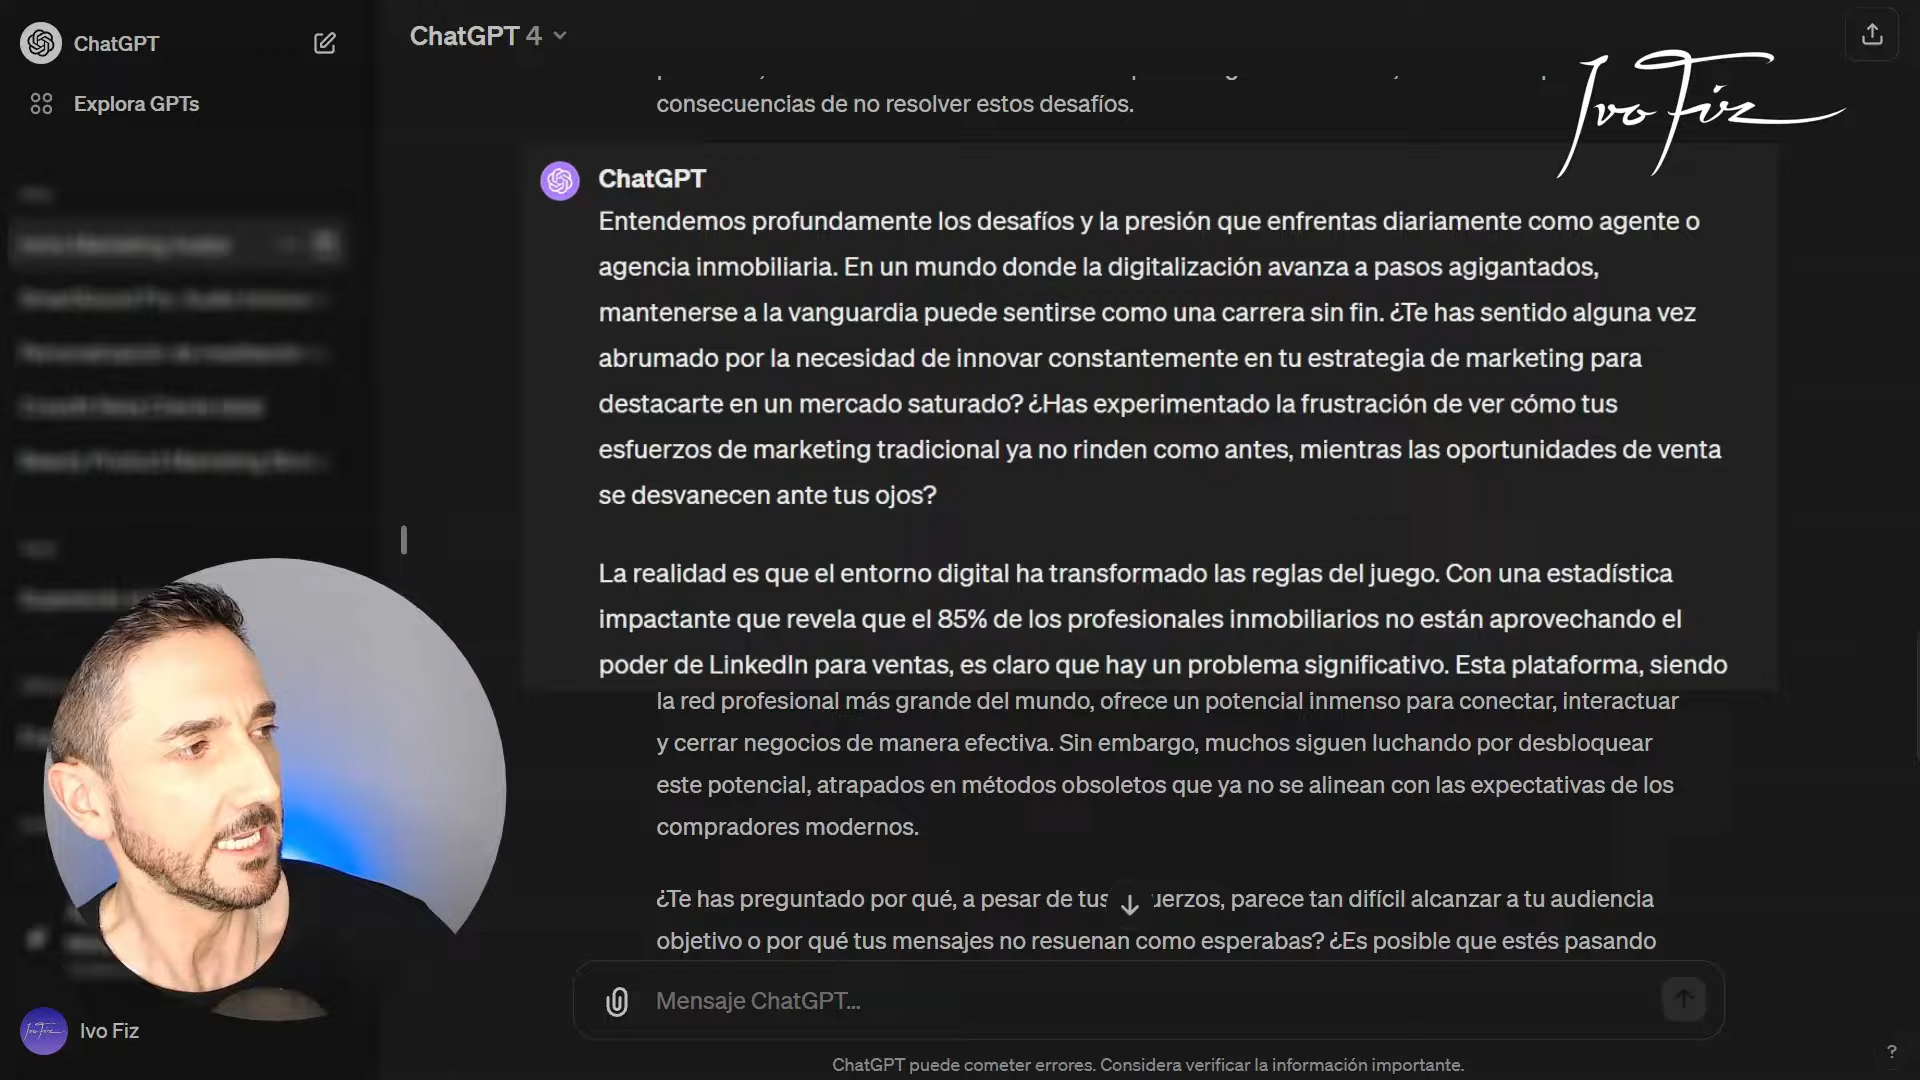 ChatGPT
Explora GPTs
ChatGPT 4
Ivo Fiz
consecuencias de no resolver estos desafíos.
ChatGPT
Entendemos profundamente los desafíos y la presión que enfrentas diariamente como agente o
agencia inmobiliaria. En un mundo donde la digitalización avanza a pasos agigantados,
mantenerse a la vanguardia puede sentirse como una carrera sin fin. ¿Te has sentido alguna vez
abrumado por la necesidad de innovar constantemente en tu estrategia de marketing para
destacarte en un mercado saturado? ¿Has experimentado la frustración de ver cómo tus
esfuerzos de marketing tradicional ya no rinden como antes, mientras las oportunidades de venta
se desvanecen ante tus ojos?
La realidad es que el entorno digital ha transformado las reglas del juego. Con una estadística
impactante que revela que el 85% de los profesionales inmobiliarios no están aprovechando el
poder de LinkedIn para ventas, es claro que hay un problema significativo. Esta plataforma, siendo
la red profesional más grande del mundo, ofrece un potencial inmenso para conectar, interactuar
y cerrar negocios de manera efectiva. Sin embargo, muchos siguen luchando por desbloquear
este potencial, atrapados en métodos obsoletos que ya no se alinean con las expectativas de los
compradores modernos.
¿Te has preguntado por qué, a pesar de tus uerzos, parece tan difícil alcanzar a tu audiencia
objetivo o por qué tus mensajes no resuenan como esperabas? ¿Es posible que estés pasando
Mensaje ChatGPT...
Ivo Fiz
ChatGPT puede cometer errores. Considera verificar la información importante.
?